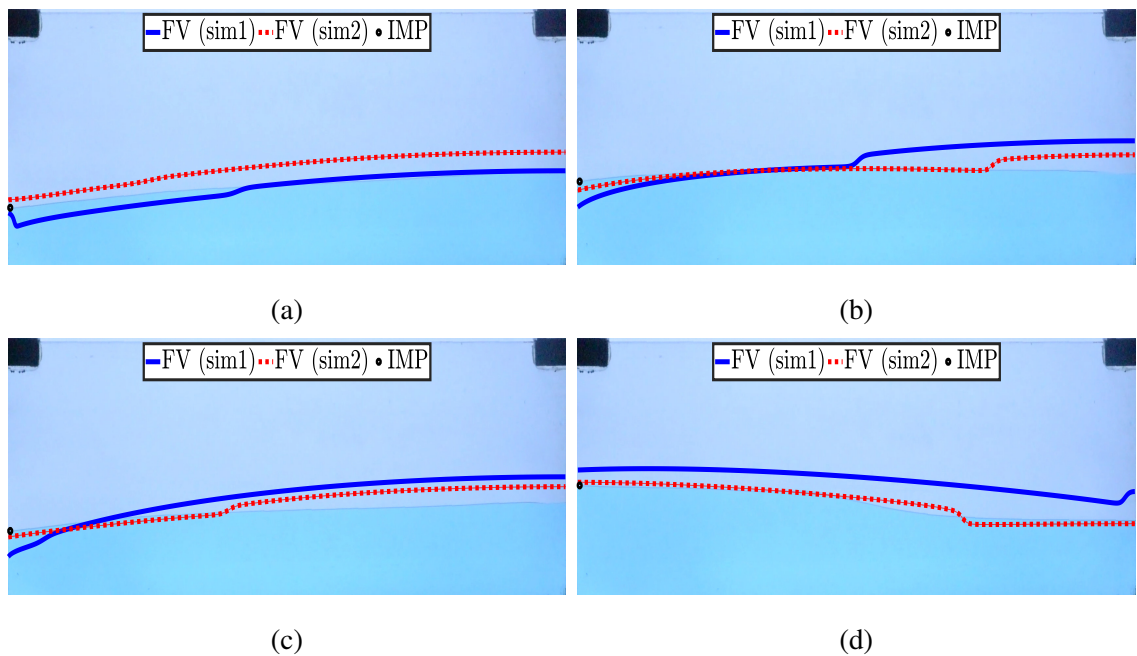 FV (sim1) FV (sim2) IMP
FV (sim1) FV (sim2) IMP
(a)
(b)
FV (sim1) FV (sim2) IMP
FV (sim1) FV (sim2) IMP
(c)
(d)